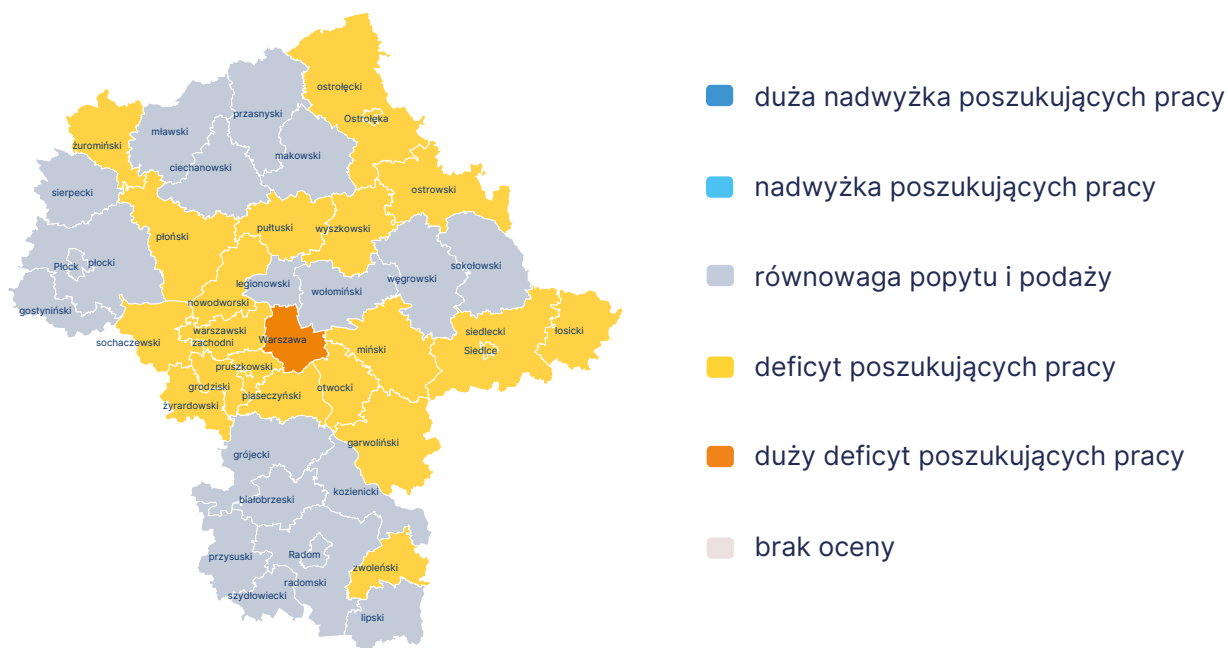 ostrołęcki
Ostrołęka
przasnyski
mławski
żuromiński
makowski
ciechanowski
sierpecki
ostrowski
płoński
pułtuski
wyszkowski
Płock
płocki
sokołowski
węgrowski
legionowski
wołomiński
nowodworski
gostyniński
sochaczewski
warszawski
zachodni
Warszawa
miński
siedlecki
Siedlce
łosicki
pruszkowski
grodziski
piaseczyński
otwocki
żyrardowski
garwoliński
grójecki
kozienicki
białobrzeski
przysuski
Radom
radomski
zwoleński
szydłowiecki
lipski
duża nadwyżka poszukujących pracy
nadwyżka poszukujących pracy
równowaga popytu i podaży
deficyt poszukujących pracy
duży deficyt poszukujących pracy
brak oceny